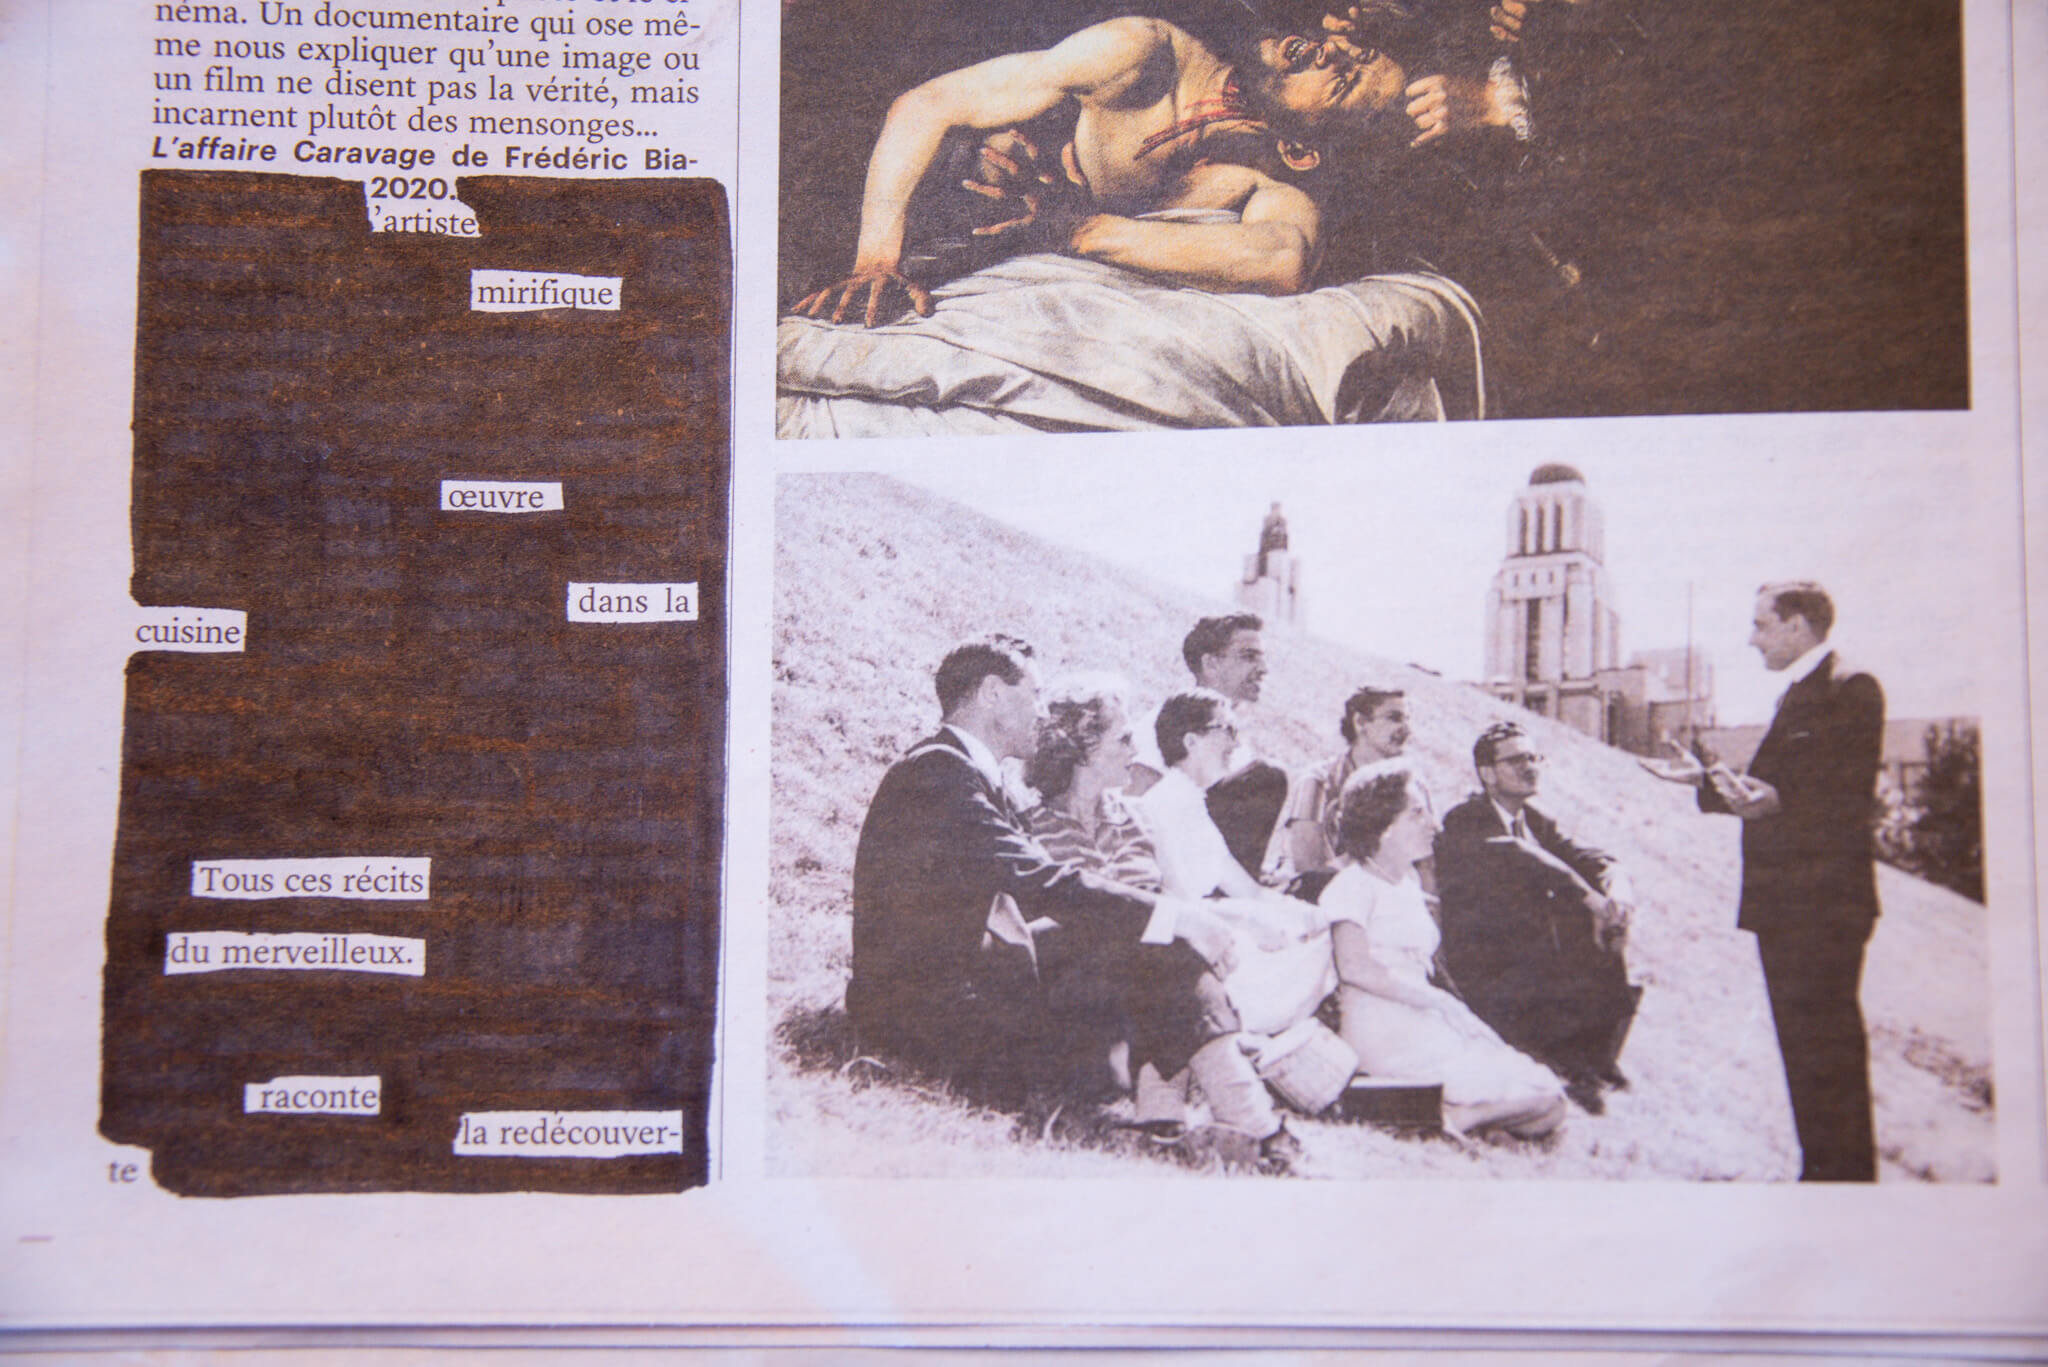 néma. Un documentaire qui ose mê-
me nous expliquer qu'une image ou
un film ne disent pas la vérité, mais
incarnent plutôt des mensonges...
L'affaire Caravage de Frédéric Bia-
2020.
l'artiste
mirifique
œuvre
dans la
cuisine
Tous ces récits
du merveilleux.
raconte
la redécouver-
te